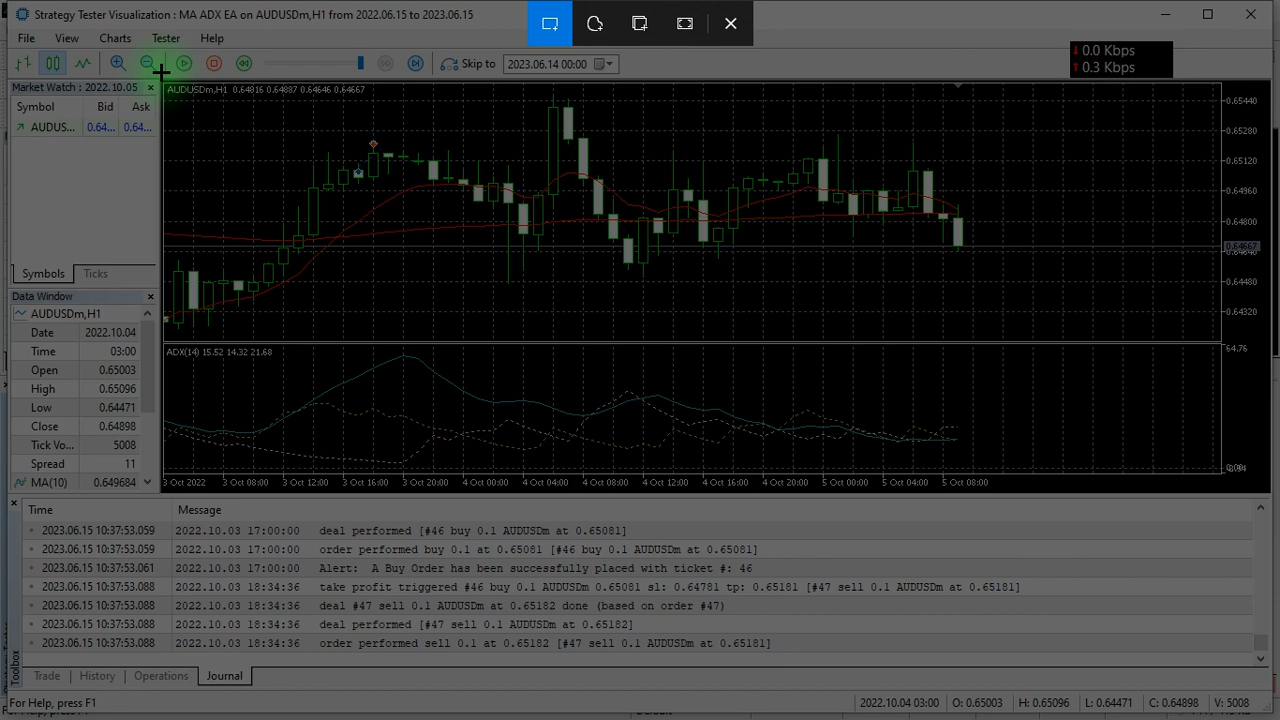 Strategy Tester Visualization : MA ADX EA on AUDUSDm,H1 from 2022.06.15 to 2023.06.15
File View Charts Tester Help
Skip to 2023.06.14 00:00
0.0 Kbps
0.3 Kbps
Market Watch : 2022.10.05
Symbol Bid Ask
AUDUS... 0.64... 0.64...
Symbols Ticks
AUDUSDm,H1 0.64816 0.64887 0.64646 0.64667
0.65440
0.65280
0.65120
0.64960
0.64800
0.64667
0.64640
0.64480
0.64320
Data Window
AUDUSDm,H1
Date 2022.10.04
Time 03:00
Open 0.65003
High 0.65096
Low 0.64471
Close 0.64898
Tick Vo... 5008
Spread 11
MA(10) 0.649684
ADX(14) 15.52 14.32 21.68
64.76
3 Oct 2022 3 Oct 08:00 3 Oct 12:00 3 Oct 16:00 3 Oct 20:00 4 Oct 00:00 4 Oct 04:00 4 Oct 08:00 4 Oct 12:00 4 Oct 16:00 4 Oct 20:00 5 Oct 00:00 5 Oct 04:00 5 Oct 08:00
Time Message
2023.06.15 10:37:53.059 2022.10.03 17:00:00 deal performed [#46 buy 0.1 AUDUSDm at 0.65081]
2023.06.15 10:37:53.059 2022.10.03 17:00:00 order performed buy 0.1 at 0.65081 [#46 buy 0.1 AUDUSDm at 0.65081]
2023.06.15 10:37:53.061 2022.10.03 17:00:00 Alert: A Buy Order has been successfully placed with ticket #: 46
2023.06.15 10:37:53.088 2022.10.03 18:34:36 take profit triggered #46 buy 0.1 AUDUSDm 0.65081 sl: 0.64781 tp: 0.65181 [#47 sell 0.1 AUDUSDm at 0.65181]
2023.06.15 10:37:53.088 2022.10.03 18:34:36 deal #47 sell 0.1 AUDUSDm at 0.65182 done (based on order #47)
2023.06.15 10:37:53.088 2022.10.03 18:34:36 deal performed [#47 sell 0.1 AUDUSDm at 0.65182]
2023.06.15 10:37:53.088 2022.10.03 18:34:36 order performed sell 0.1 at 0.65182 [#47 sell 0.1 AUDUSDm at 0.65181]
Toolbox
Trade History Operations Journal
For Help, press F1 2022.10.04 03:00 O: 0.65003 H: 0.65096 L: 0.64471 C: 0.64898 V: 5008